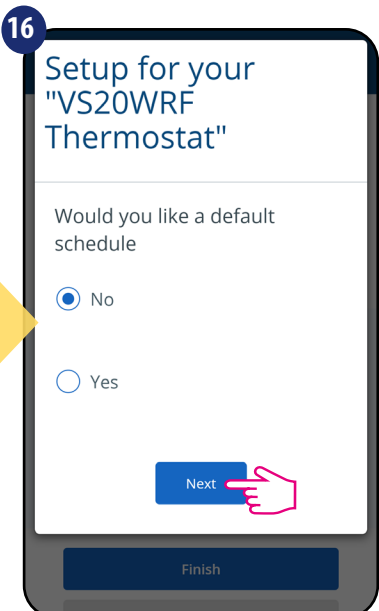 16
Setup for your
"VS20WRF
Thermostat"
Would you like a default
schedule
No
Yes
Next
Finish